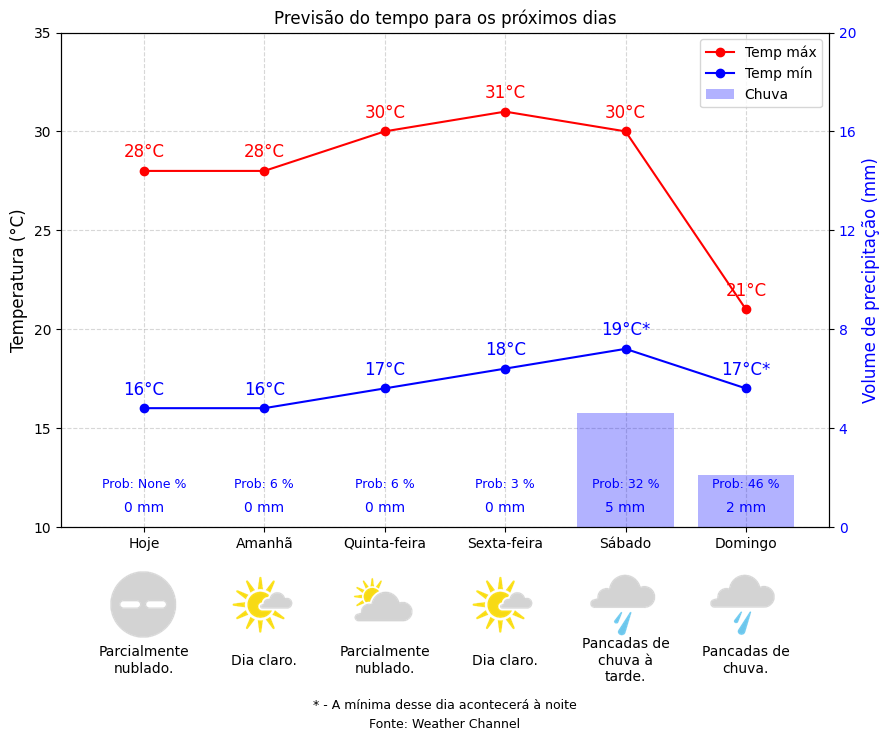 Previsão do tempo para os próximos dias
35
30
25
20
15
10
Temperatura (°C)
20
16
12
8
4
0
Volume de precipitação (mm)
Temp máx
Temp mín
Chuva
28°C
28°C
30°C
31°C
30°C
21°C
16°C
16°C
17°C
18°C
19°C*
17°C*
Prob: None %
Prob: 6 %
Prob: 6 %
Prob: 3 %
Prob: 32 %
Prob: 46 %
0 mm
0 mm
0 mm
0 mm
5 mm
2 mm
Hoje
Amanhã
Quinta-feira
Sexta-feira
Sábado
Domingo
Parcialmente
nublado.
Dia claro.
Parcialmente
nublado.
Dia claro.
Pancadas de
chuva à
tarde.
Pancadas de
chuva.
* - A mínima desse dia acontecerá à noite
Fonte: Weather Channel